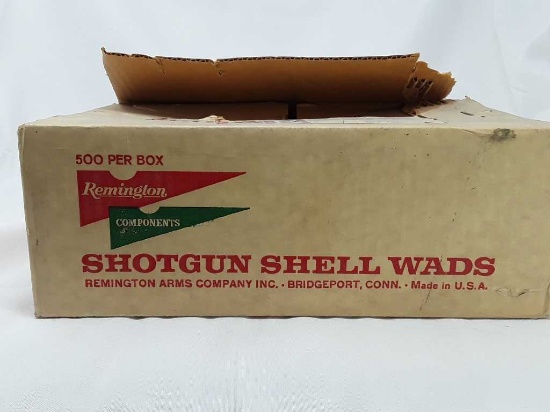 500 PER BOX
Remington
COMPONENTS
SHOTGUN SHELL WADS
REMINGTON ARMS COMPANY INC. · BRIDGEPORT, CONN. · Made in U.S.A.